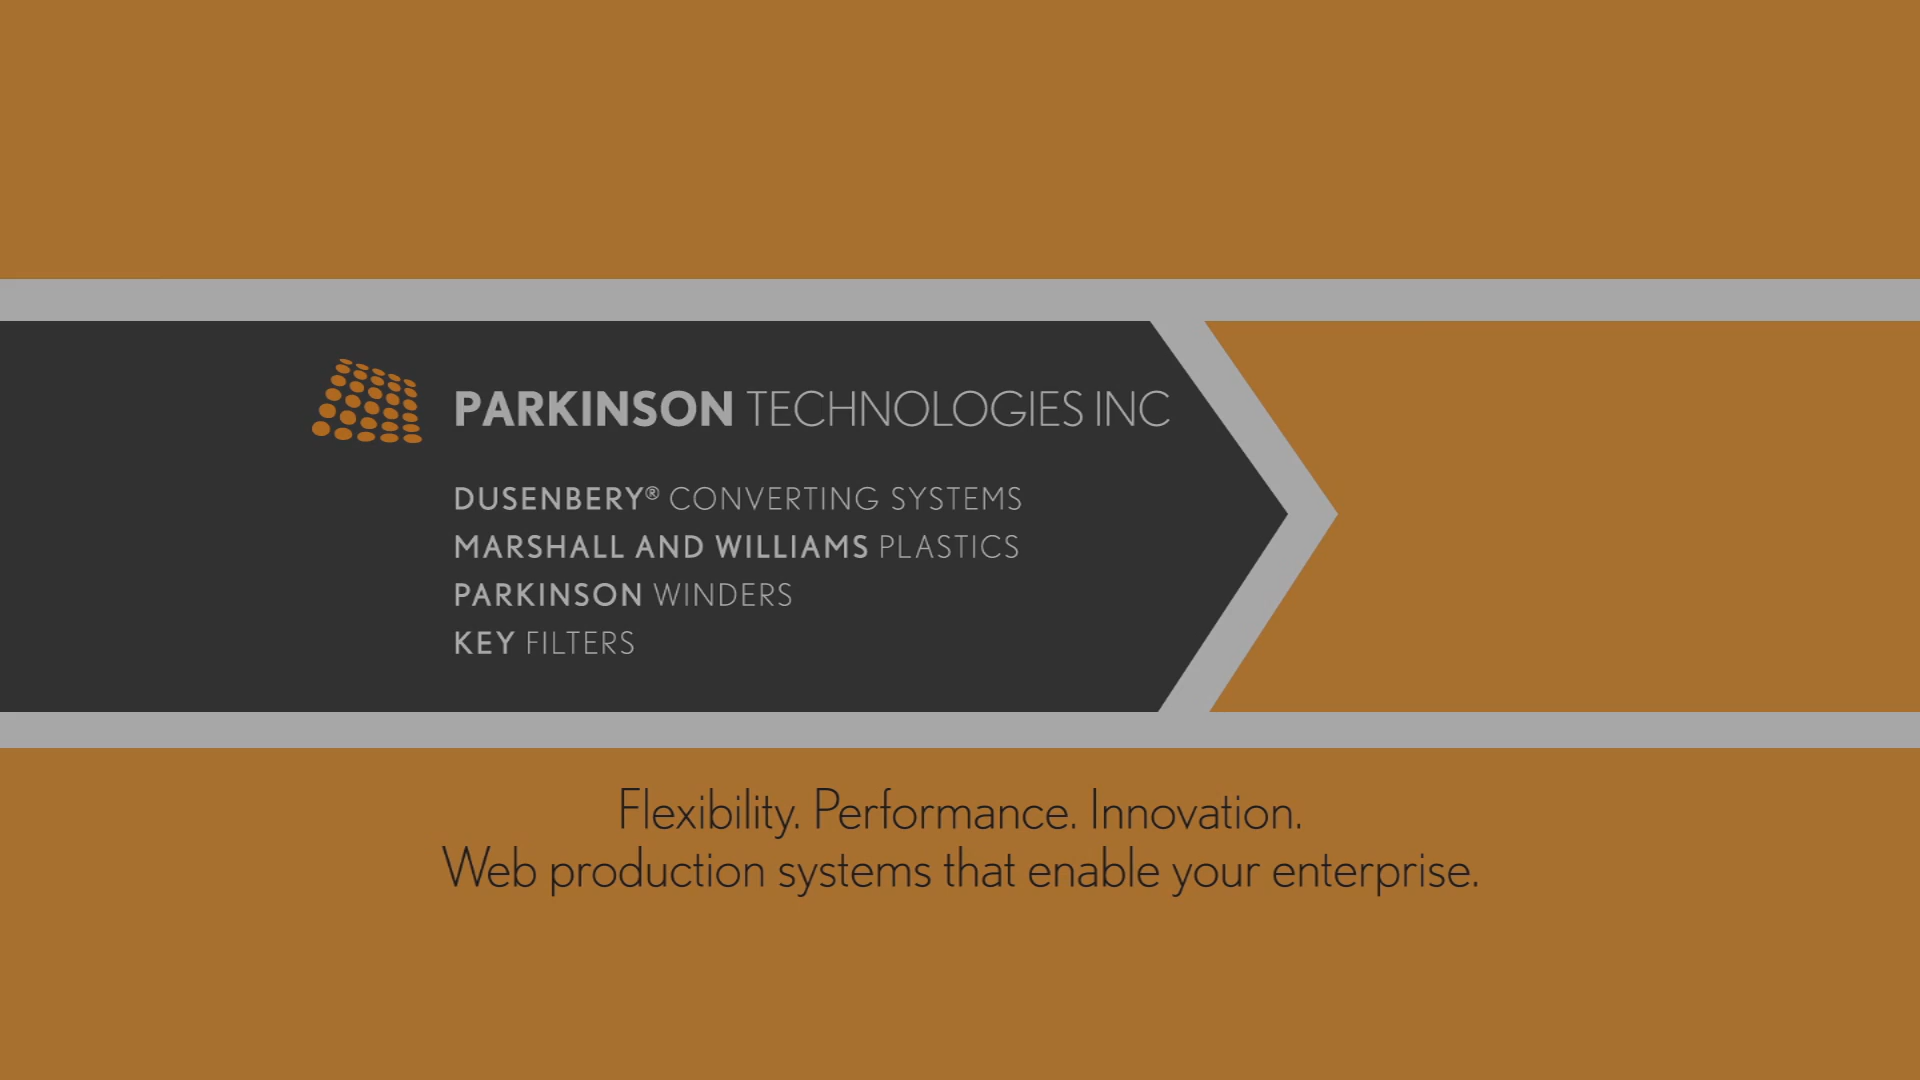 PARKINSON TECHNOLOGIES INC
DUSENBERY® CONVERTING SYSTEMS
MARSHALL AND WILLIAMS PLASTICS
PARKINSON WINDERS
KEY FILTERS
Flexibility. Performance. Innovation.
Web production systems that enable your enterprise.